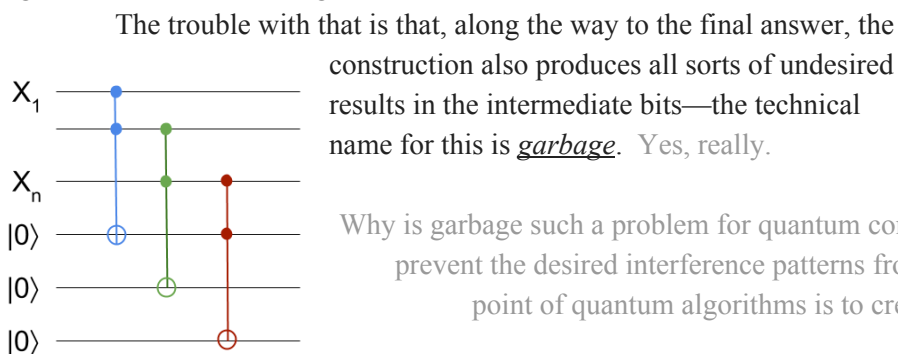 The trouble with that is that, along the way to the final answer, the
construction also produces all sorts of undesired
results in the intermediate bits—the technical
name for this is garbage. Yes, really.
X1
Xn
|0⟩
|0⟩
|0⟩
Why is garbage such a problem for quantum
prevent the desired interference patterns
point of quantum algorithms is to